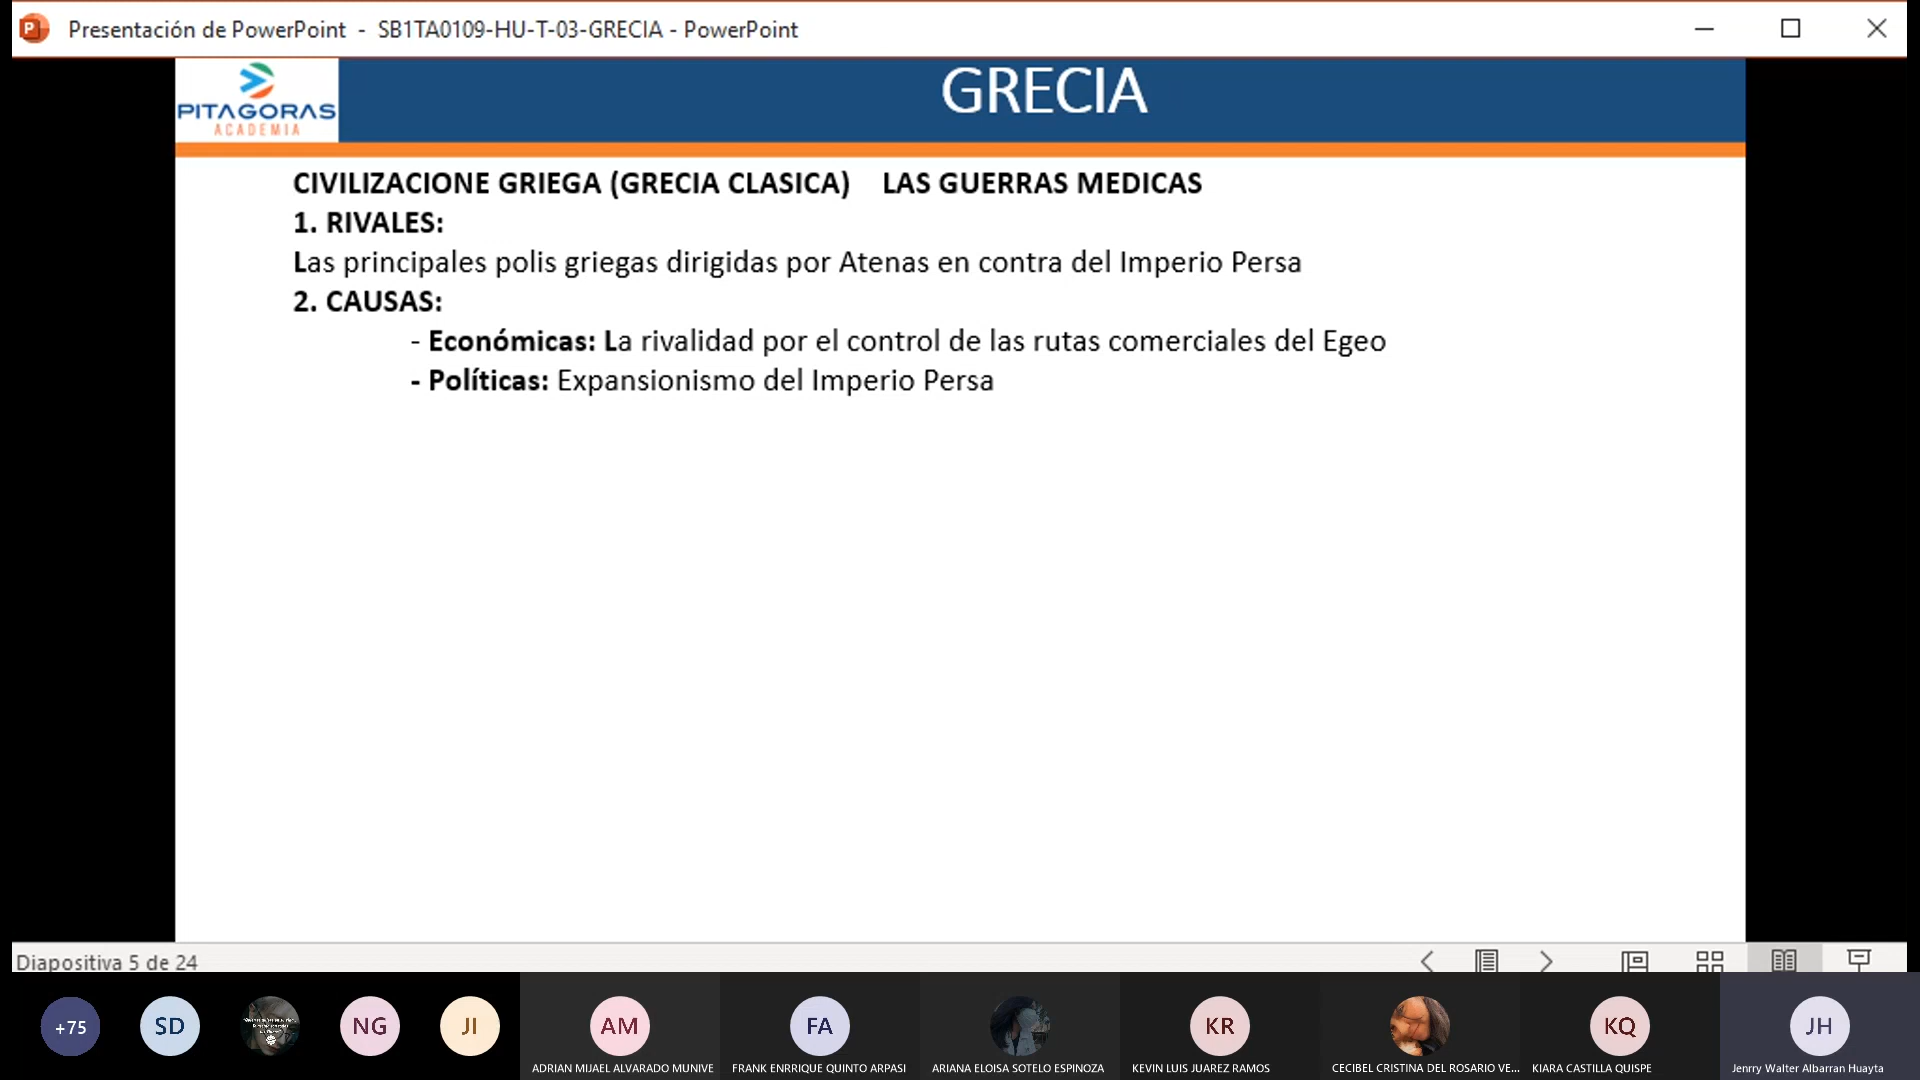 Presentación de PowerPoint - SB1TA0109-HU-T-03-GRECIA - PowerPoint
PITAGORAS
ACADEMIA
GRECIA
CIVILIZACIONE GRIEGA (GRECIA CLASICA) LAS GUERRAS MEDICAS
1. RIVALES:
Las principales polis griegas dirigidas por Atenas en contra del Imperio Persa
2. CAUSAS:
- Económicas: La rivalidad por el control de las rutas comerciales del Egeo
- Políticas: Expansionismo del Imperio Persa
Diapositiva 5 de 24
+75
SD
NG
JI
AM
FA
KR
KQ
JH
ADRIAN MIJAEL ALVARADO MUNIVE
FRANK ENRRIQUE QUINTO ARPASI
ARIANA ELOISA SOTELO ESPINOZA
KEVIN LUIS JUAREZ RAMOS
CECIBEL CRISTINA DEL ROSARIO VE...
KIARA CASTILLA QUISPE
Jenrry Walter Albarran Huayta